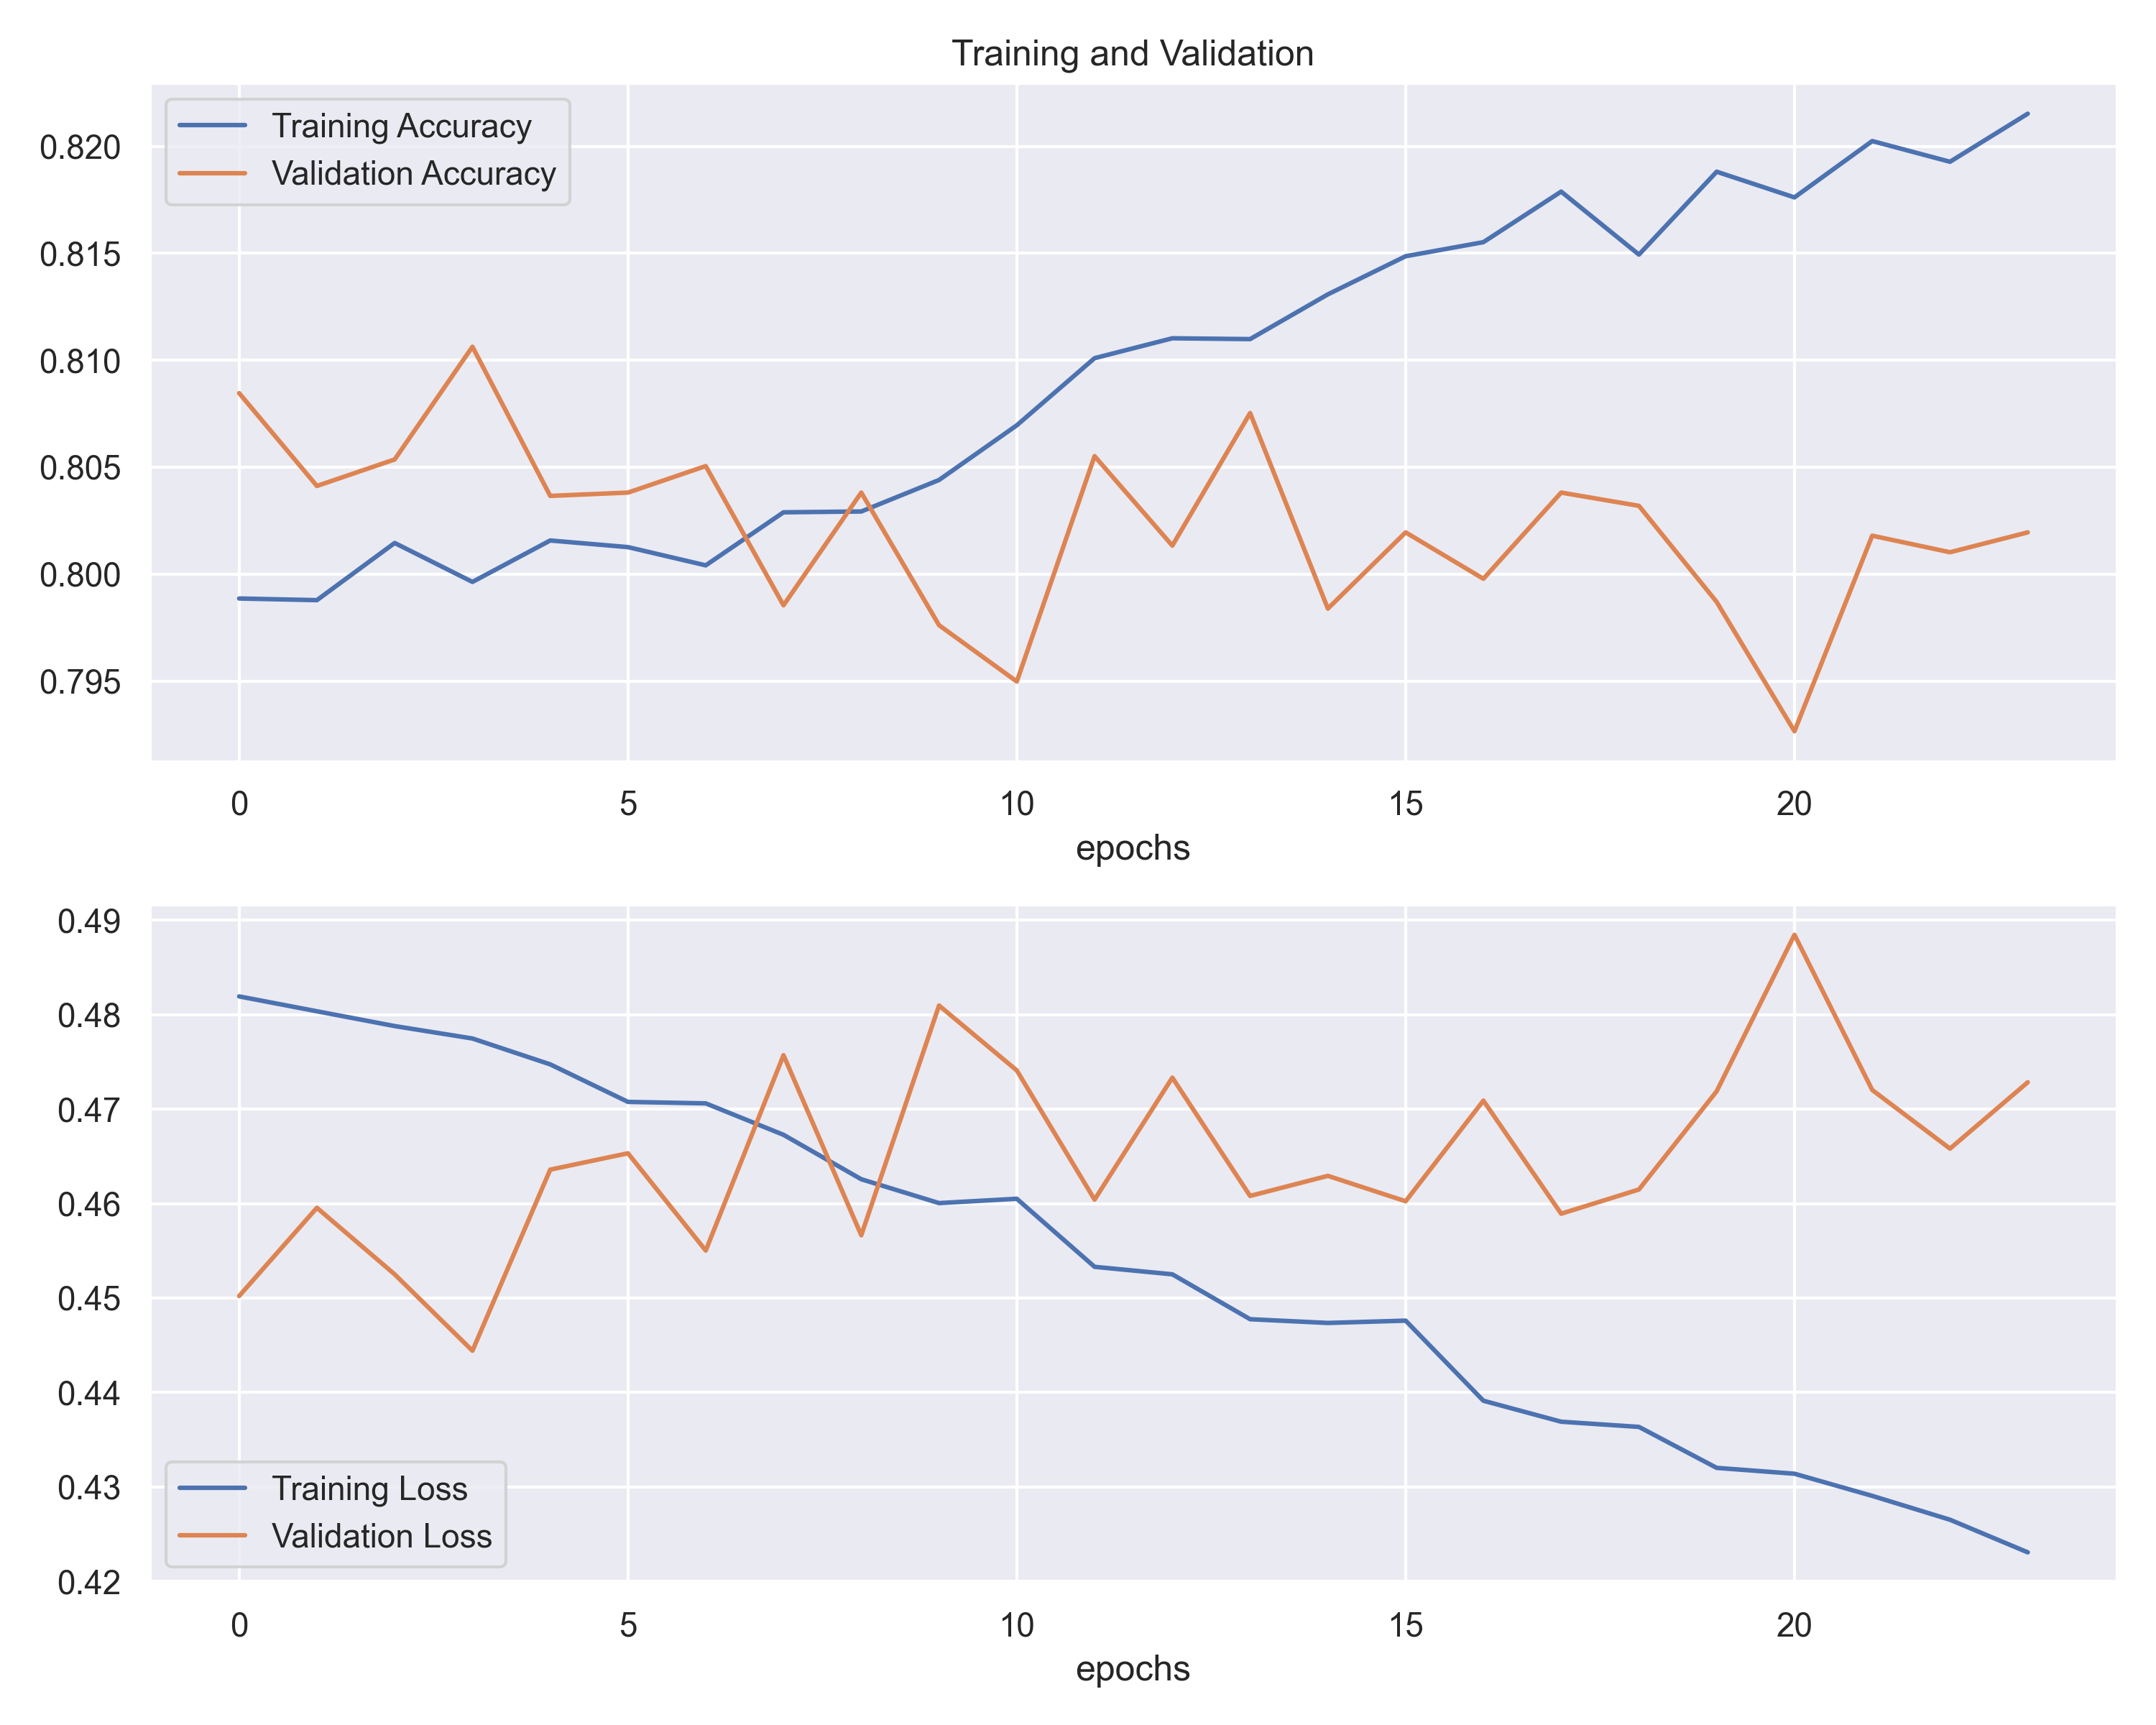 Training and Validation
Training Accuracy
Validation Accuracy
0.820
0.815
0.810
0.805
0.800
0.795
0 5 10 15 20
epochs
0.49
0.48
0.47
0.46
0.45
0.44
0.43
0.42
Training Loss
Validation Loss
0 5 10 15 20
epochs